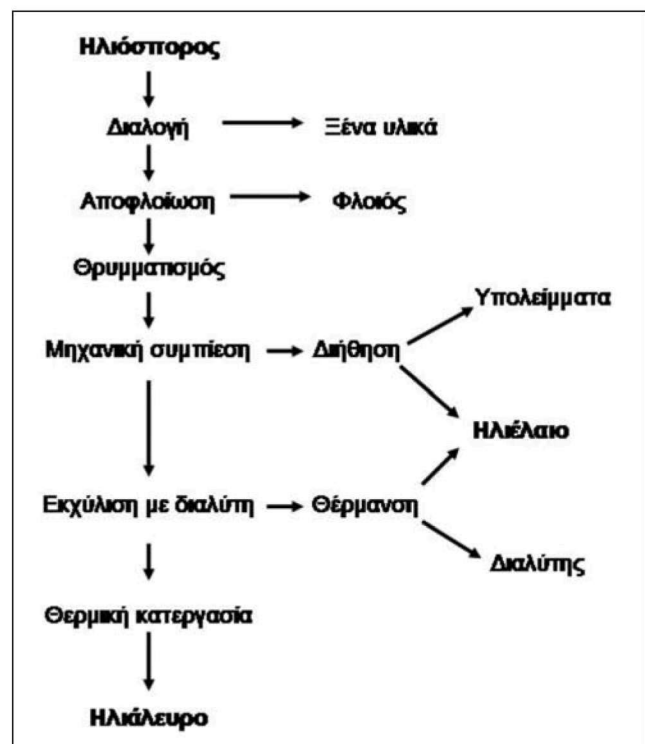 Ηλιόσπορος
Διαλογή
Ξένα υλικά
Αποφλοίωση
Φλοιός
Θρυμματισμός
Υπολείμματα
Μηχανική συμπίεση
Διήθηση
Ηλιέλαιο
Εκχύλιση με διαλύτη
Θέρμανση
Διαλύτης
Θερμική κατεργασία
Ηλιάλευρο